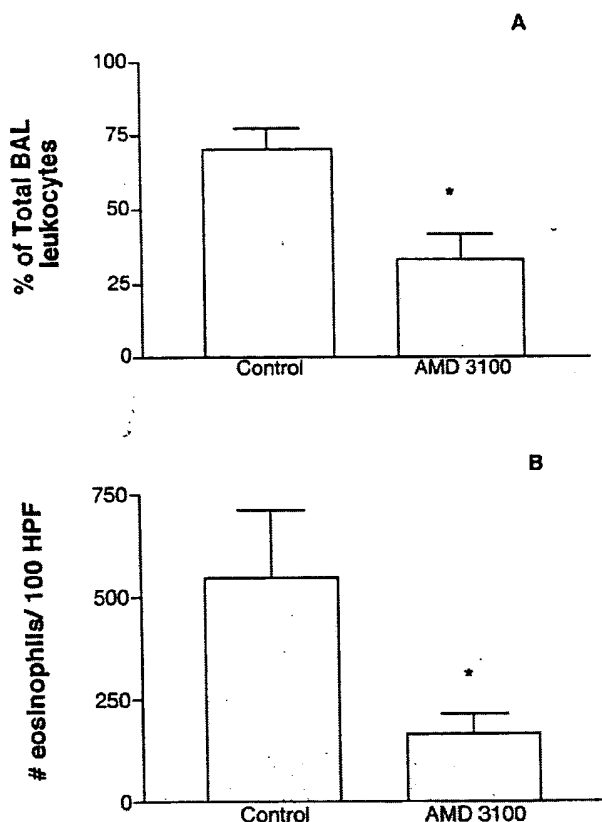 A
% of Total BAL
leukocytes
100
75
50
25
0
*
Control
AMD 3100
B
# eosinophils/ 100 HPF
750
500
250
0
*
Control
AMD 3100